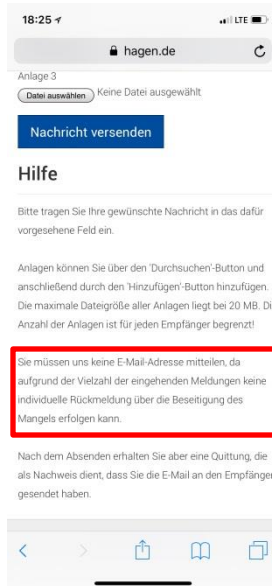 18:25
LTE
hagen.de
Anlage 3
Datei auswählen Keine Datei ausgewählt
Nachricht versenden
Hilfe
Bitte tragen Sie Ihre gewünschte Nachricht in das dafür
vorgesehene Feld ein.
Anlagen können Sie über den 'Durchsuchen'-Button und
anschließend durch den 'Hinzufügen'-Button hinzufügen.
Die maximale Dateigröße aller Anlagen liegt bei 20 MB. Di
Anzahl der Anlagen ist für jeden Empfänger begrenzt!
Sie müssen uns keine E-Mail-Adresse mitteilen, da
aufgrund der Vielzahl der eingehenden Meldungen keine
individuelle Rückmeldung über die Beseitigung des
Mangels erfolgen kann.
Nach dem Absenden erhalten Sie aber eine Quittung, die
als Nachweis dient, dass Sie die E-Mail an den Empfänger
gesendet haben.